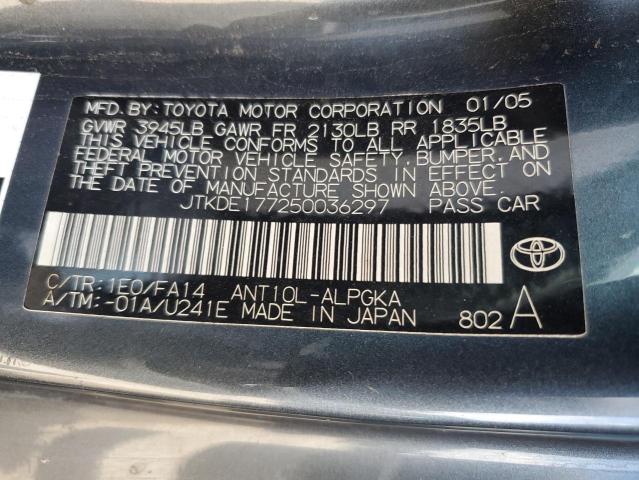 MFD. BY: TOYOTA MOTOR CORPORATION 01/05
GVWR 3945LB GAWR FR 2130LB RR 1835LB
THIS VEHICLE CONFORMS TO ALL APPLICABLE
FEDERAL MOTOR VEHICLE SAFETY, BUMPER, AND
THEFT PREVENTION STANDARDS IN EFFECT ON
THE DATE OF MANUFACTURE SHOWN ABOVE.
JTKDE177250036297 PASS CAR
C/TR: 1E0/FA14 ANT10L-ALPGKA
A/TM: -01A/U241E MADE IN JAPAN 802 A